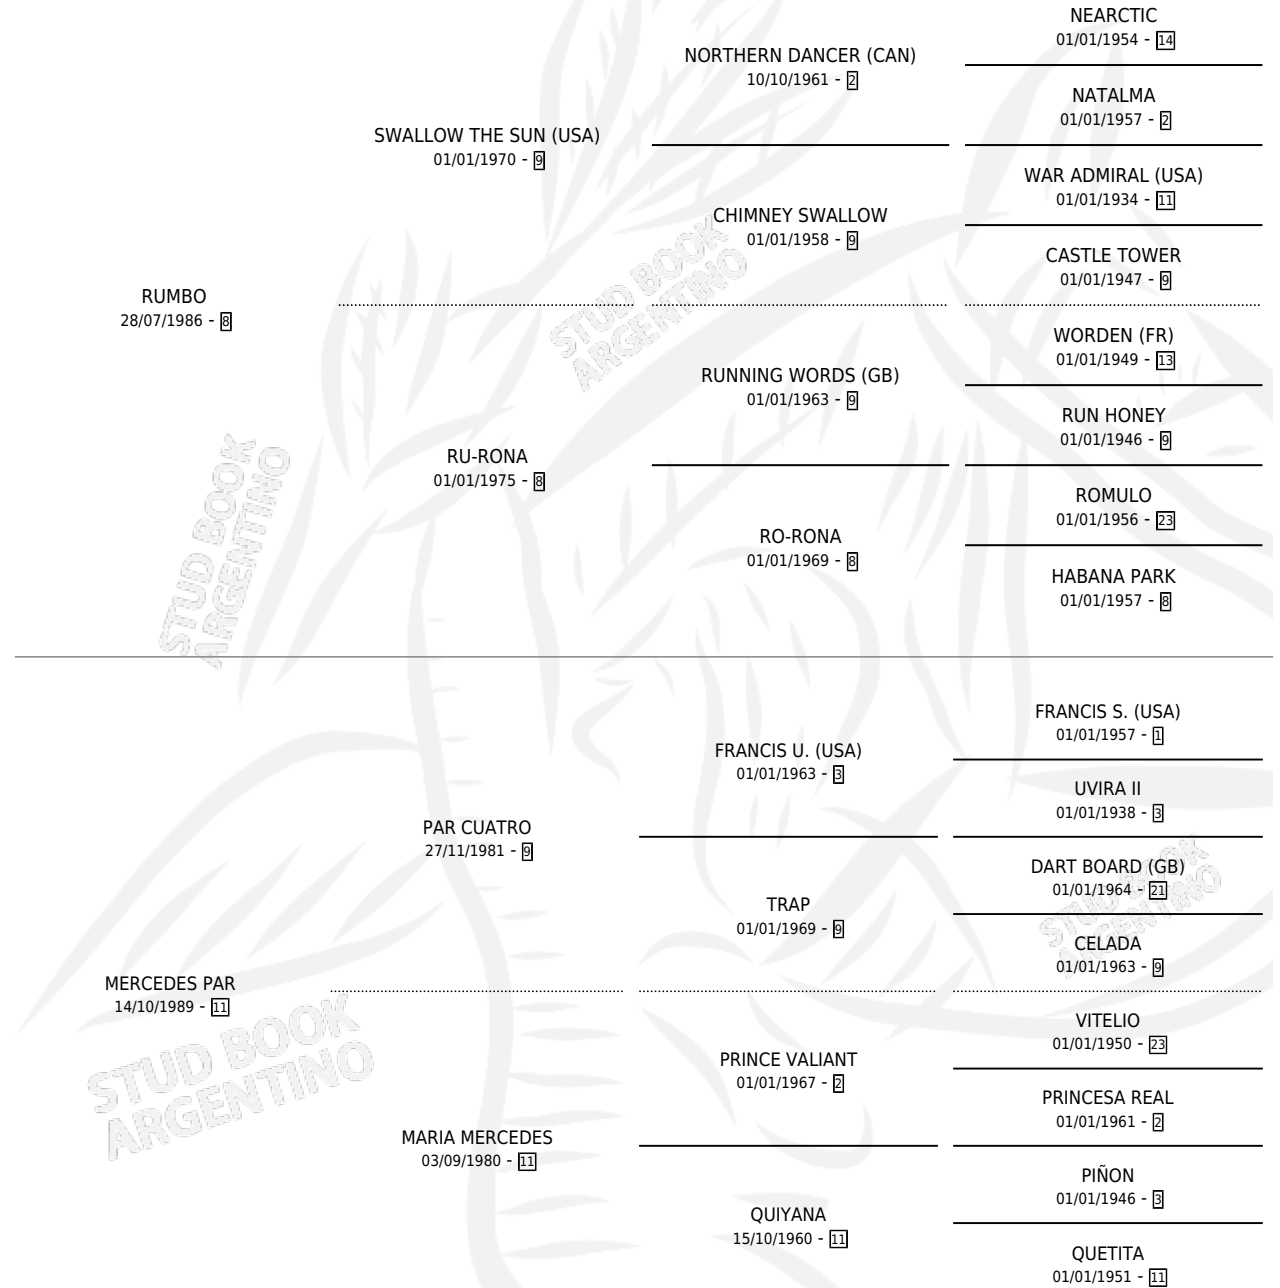 NEARCTIC
01/01/1954 - 14
NORTHERN DANCER (CAN)
10/10/1961 - 2
NATALMA
01/01/1957 - 2
SWALLOW THE SUN (USA)
01/01/1970 - 9
WAR ADMIRAL (USA)
01/01/1934 - 11
CHIMNEY SWALLOW
01/01/1958 - 9
CASTLE TOWER
01/01/1947 - 9
RUMBO
28/07/1986 - 8
WORDEN (FR)
01/01/1949 - 13
RUNNING WORDS (GB)
01/01/1963 - 9
RUN HONEY
01/01/1946 - 9
RU-RONA
01/01/1975 - 8
ROMULO
01/01/1956 - 23
RO-RONA
01/01/1969 - 8
HABANA PARK
01/01/1957 - 8
FRANCIS S. (USA)
01/01/1957 - 1
FRANCIS U. (USA)
01/01/1963 - 3
UVIRA II
01/01/1938 - 3
PAR CUATRO
27/11/1981 - 9
DART BOARD (GB)
01/01/1964 - 21
TRAP
01/01/1969 - 9
CELADA
01/01/1963 - 9
MERCEDES PAR
14/10/1989 - 11
VITELIO
01/01/1950 - 23
PRINCE VALIANT
01/01/1967 - 2
PRINCESA REAL
01/01/1961 - 2
MARIA MERCEDES
03/09/1980 - 11
PIÑON
01/01/1946 - 3
QUIYANA
15/10/1960 - 11
QUETITA
01/01/1951 - 11
STUD BOOK
ARGENTINO
STUD BOOK
ARGENTINO
STUD BOOK
ARGENTINO
STUD BOOK
ARGENTINO